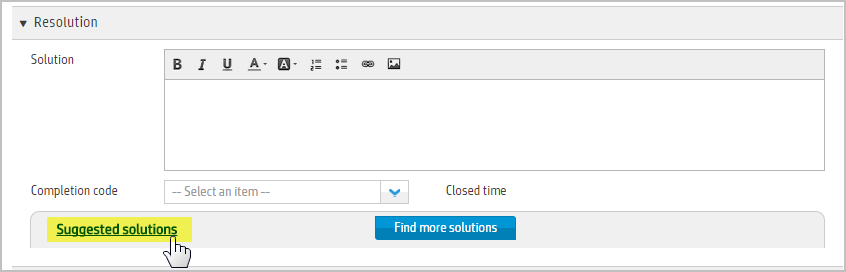 Resolution
Solution
B I U A A
Completion code
-- Select an item --
Closed time
Suggested solutions
Find more solutions